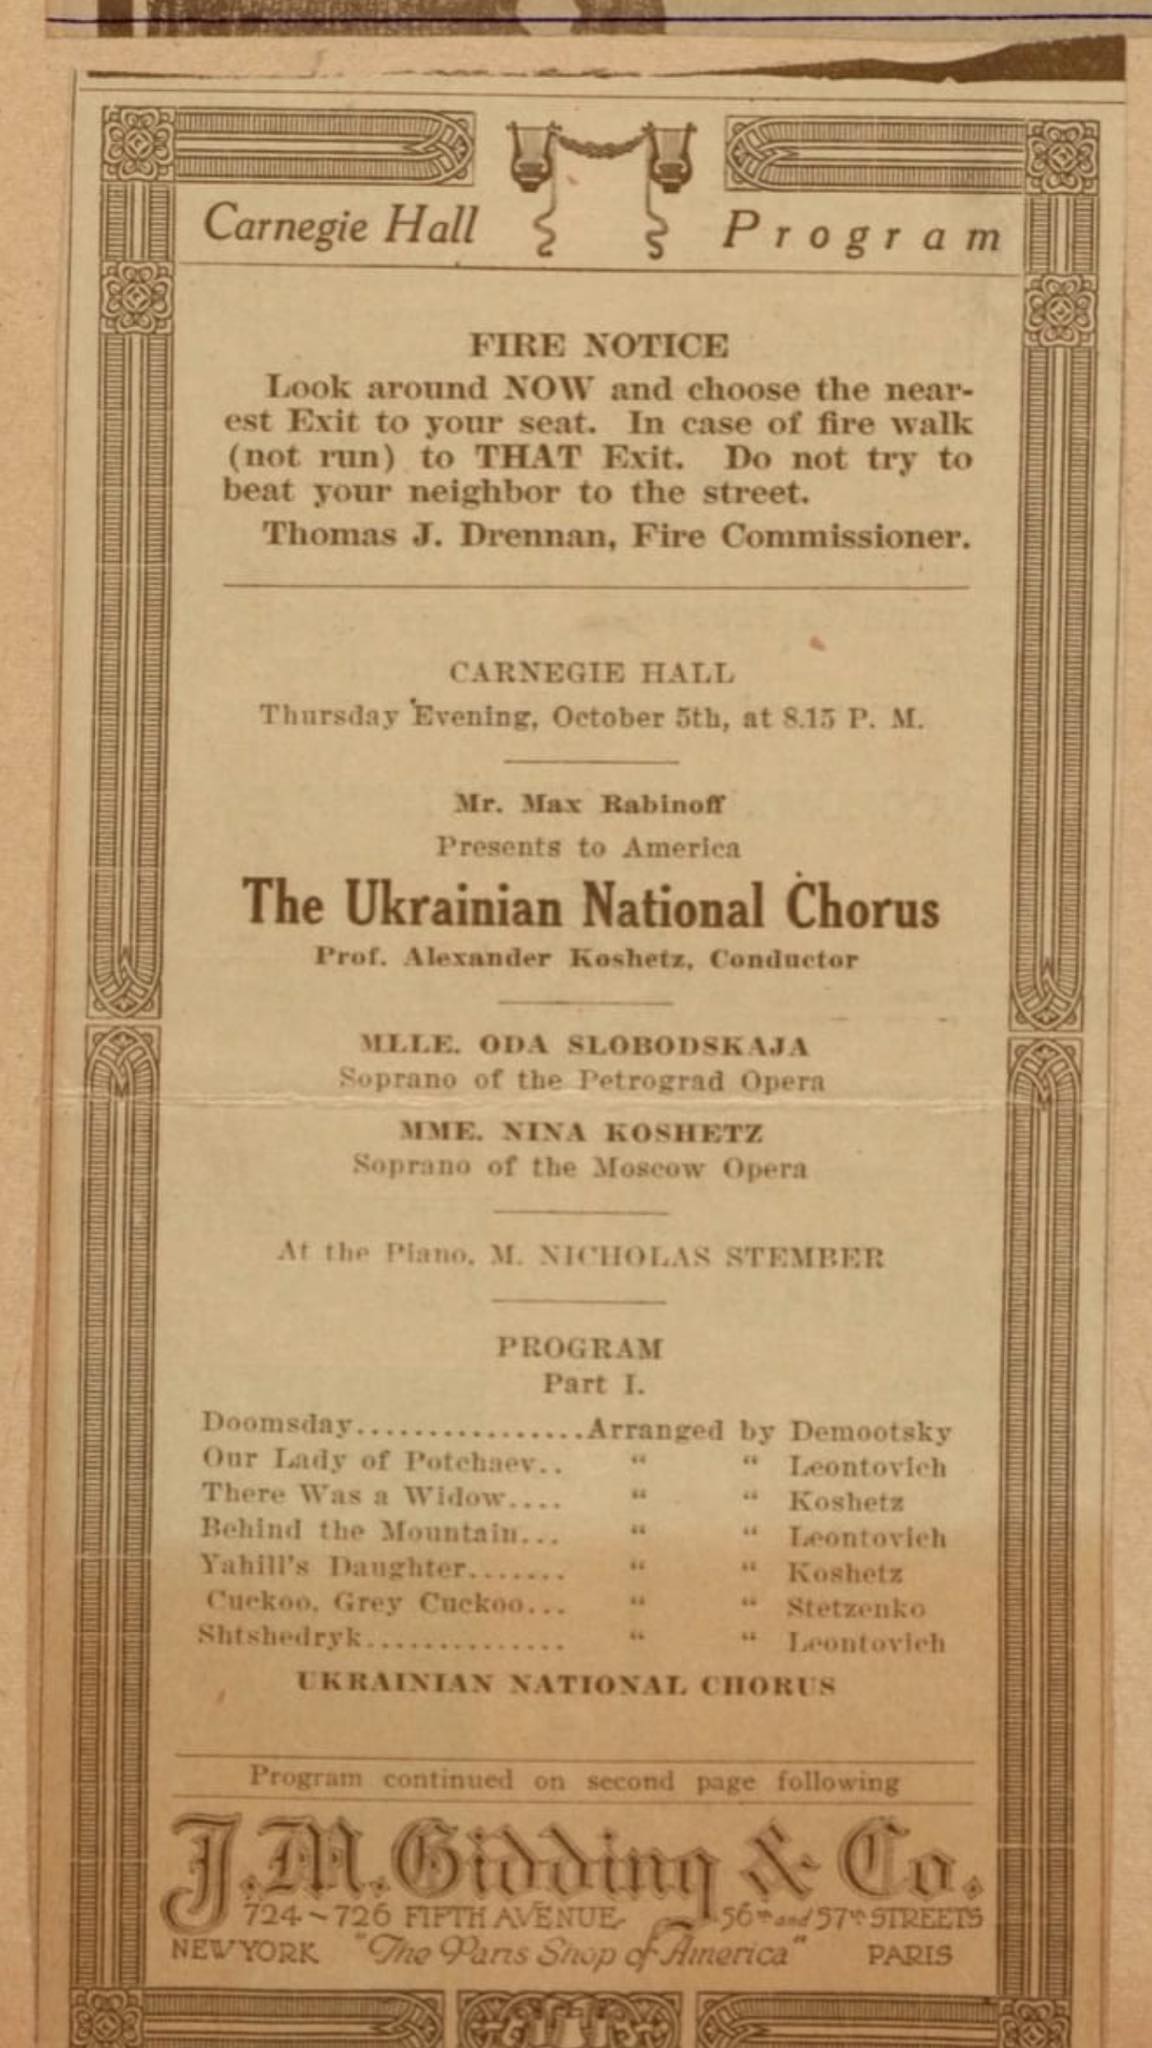 Carnegie Hall Program
FIRE NOTICE
Look around NOW and choose the near-
est Exit to your seat. In case of fire walk
(not run) to THAT Exit. Do not try to
beat your neighbor to the street.
Thomas J. Drennan, Fire Commissioner.
CARNEGIE HALL
Thursday Evening, October 5th, at 8.15 P. M.
Mr. Max Rabinoff
Presents to America
The Ukrainian National Chorus
Prof. Alexander Koshetz, Conductor
MLLE. ODA SLOBODSKAJA
Soprano of the Petrograd Opera
MME. NINA KOSHETZ
Soprano of the Moscow Opera
At the Piano, M. NICHOLAS STEMBER
PROGRAM
Part I.
Doomsday................Arranged by Demootsky
Our Lady of Potchaev.. " " Leontovich
There Was a Widow.... " " Koshetz
Behind the Mountain... " " Leontovich
Yahill's Daughter....... " " Koshetz
Cuckoo, Grey Cuckoo... " " Stetzenko
Shtshedryk.............. " " Leontovich
UKRAINIAN NATIONAL CHORUS
Program continued on second page following
J.M. Gidding & Co.
724~726 FIFTH AVENUE 56th and 57th STREETS
NEW YORK "The Paris Shop of America" PARIS